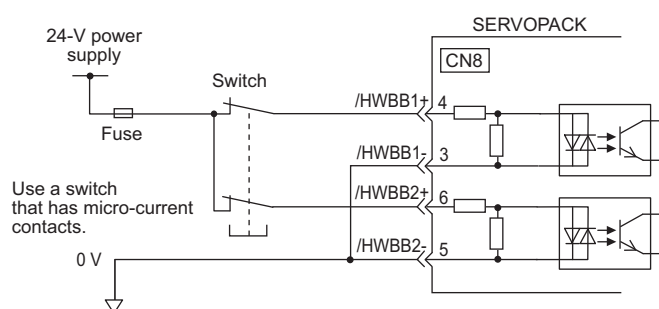 SERVOPACK
24-V power
supply
CN8
Switch
/HWBB1+ 4
Fuse
/HWBB1- 3
Use a switch
that has micro-current
contacts.
/HWBB2+ 6
/HWBB2- 5
0 V